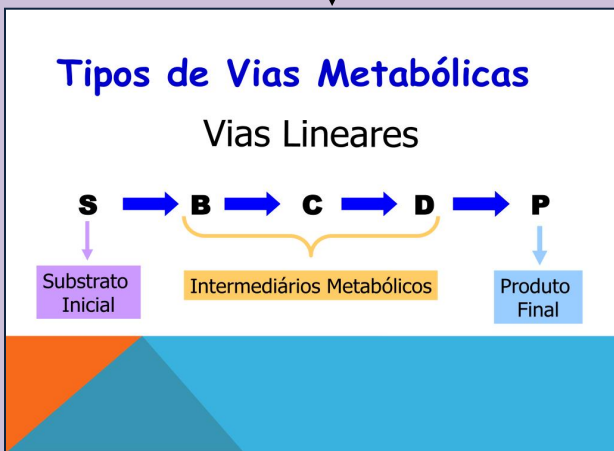 Tipos de Vias Metabólicas
Vias Lineares
S B C D P
Substrato
Inicial
Intermediários Metabólicos
Produto
Final